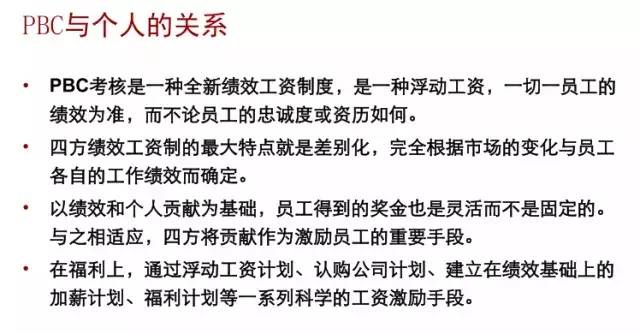 PBC与个人的关系
• PBC考核是一种全新绩效工资制度，是一种浮动工资，一切一员工的
绩效为准，而不论员工的忠诚度或资历如何。
• 四方绩效工资制的最大特点就是差别化，完全根据市场的变化与员工
各自的工作绩效而确定。
• 以绩效和个人贡献为基础，员工得到的奖金也是灵活而不是固定的。
与之相适应，四方将贡献作为激励员工的重要手段。
• 在福利上，通过浮动工资计划、认购公司计划、建立在绩效基础上的
加薪计划、福利计划等一系列科学的工资激励手段。